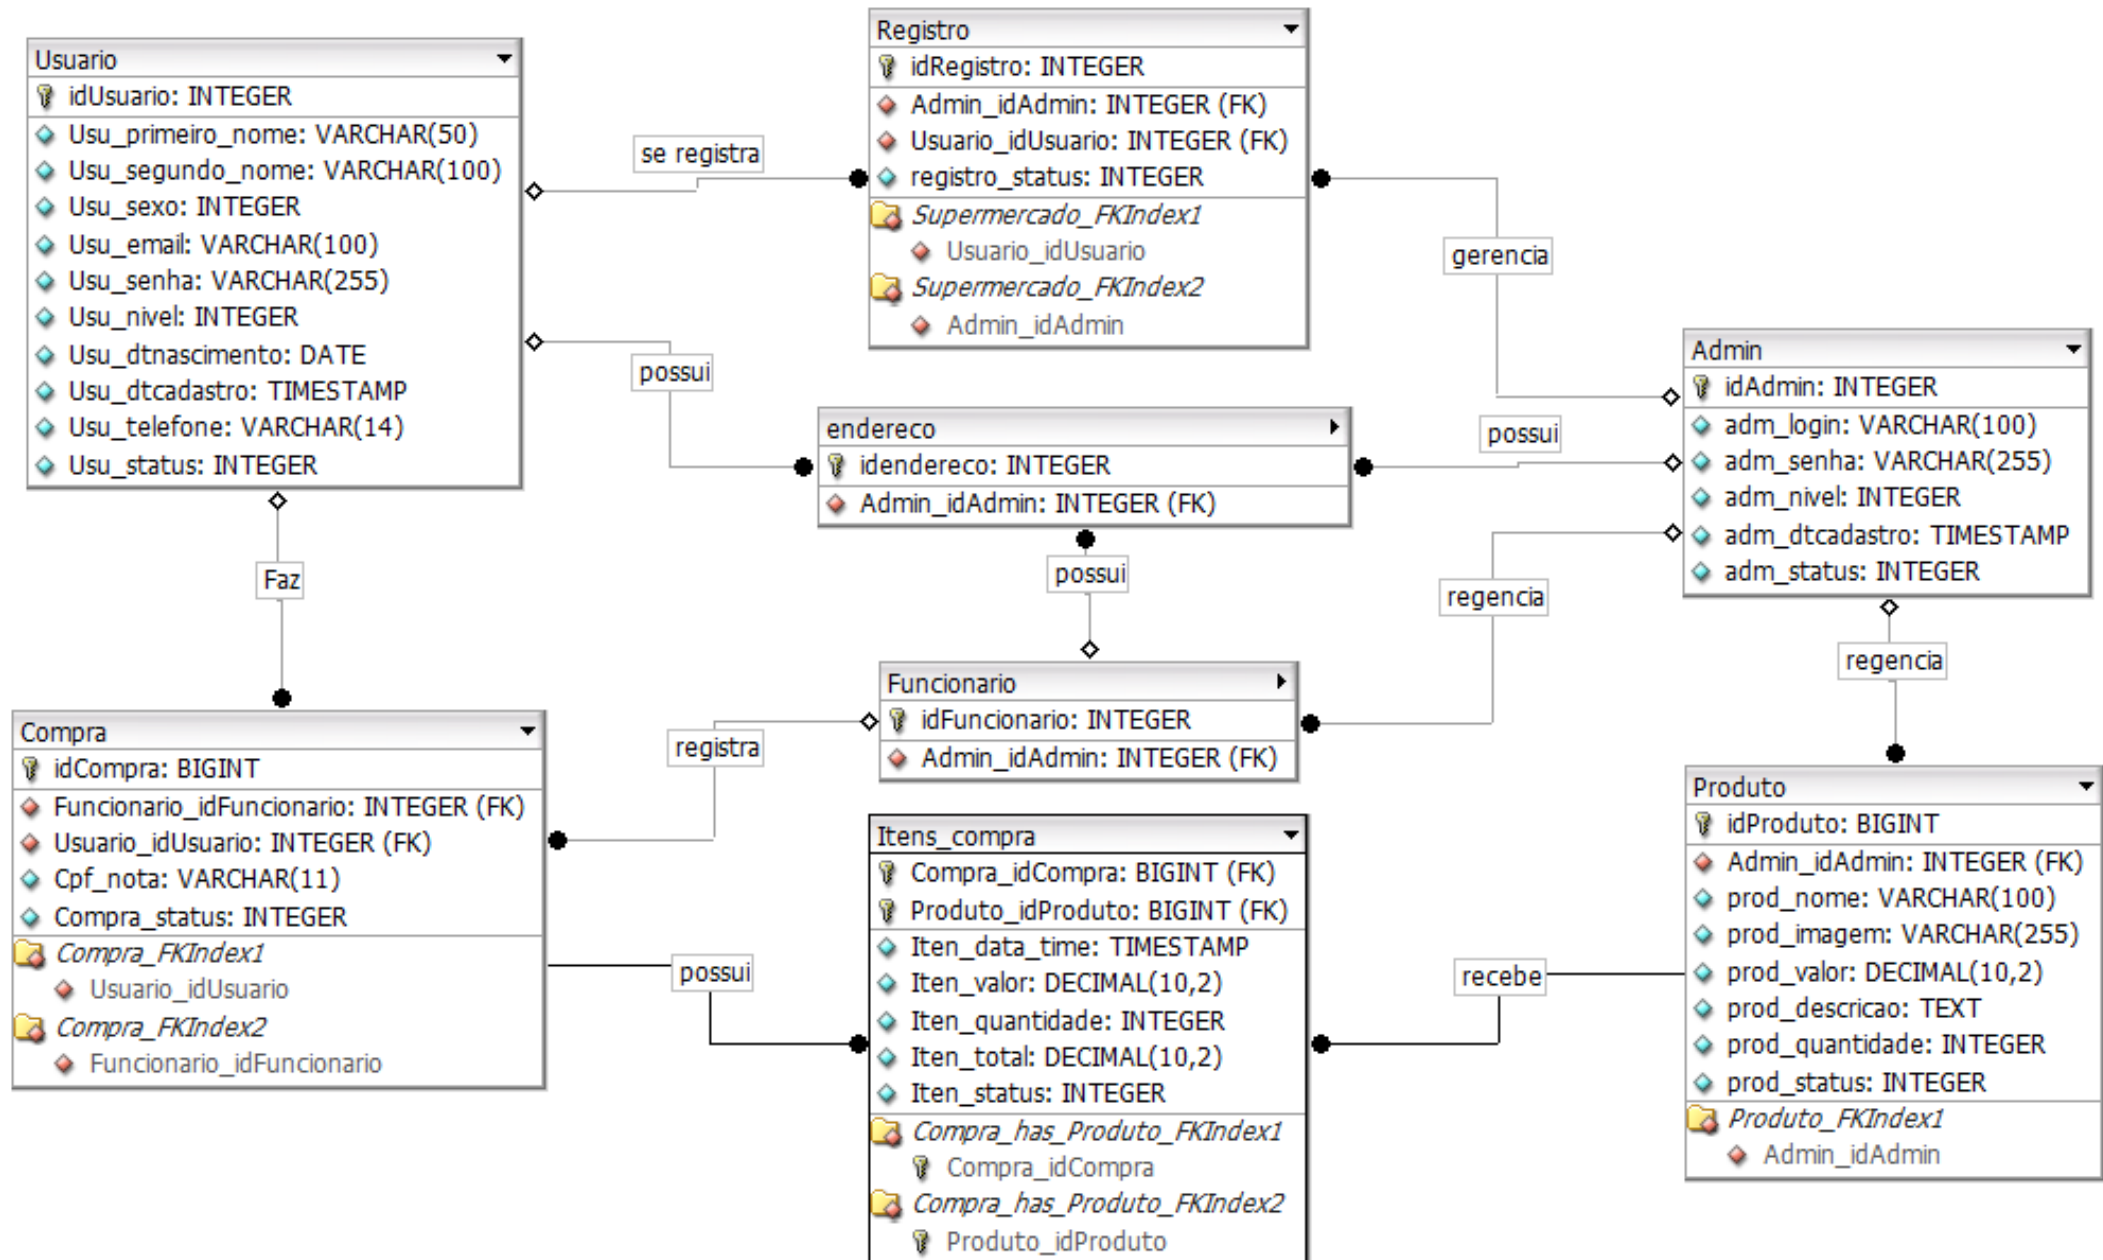 Usuario
idUsuario: INTEGER
Usu_primeiro_nome: VARCHAR(50)
Usu_segundo_nome: VARCHAR(100)
Usu_sexo: INTEGER
Usu_email: VARCHAR(100)
Usu_senha: VARCHAR(255)
Usu_nivel: INTEGER
Usu_dtnascimento: DATE
Usu_dtcadastro: TIMESTAMP
Usu_telefone: VARCHAR(14)
Usu_status: INTEGER
se registra
possui
Faz
Registro
idRegistro: INTEGER
Admin_idAdmin: INTEGER (FK)
Usuario_idUsuario: INTEGER (FK)
registro_status: INTEGER
Supermercado_FKIndex1
Usuario_idUsuario
Supermercado_FKIndex2
Admin_idAdmin
gerencia
endereco
idendereco: INTEGER
Admin_idAdmin: INTEGER (FK)
possui
possui
Admin
idAdmin: INTEGER
adm_login: VARCHAR(100)
adm_senha: VARCHAR(255)
adm_nivel: INTEGER
adm_dtcadastro: TIMESTAMP
adm_status: INTEGER
regencia
regencia
Funcionario
idFuncionario: INTEGER
Admin_idAdmin: INTEGER (FK)
registra
Compra
idCompra: BIGINT
Funcionario_idFuncionario: INTEGER (FK)
Usuario_idUsuario: INTEGER (FK)
Cpf_nota: VARCHAR(11)
Compra_status: INTEGER
Compra_FKIndex1
Usuario_idUsuario
Compra_FKIndex2
Funcionario_idFuncionario
possui
Itens_compra
Compra_idCompra: BIGINT (FK)
Produto_idProduto: BIGINT (FK)
Iten_data_time: TIMESTAMP
Iten_valor: DECIMAL(10,2)
Iten_quantidade: INTEGER
Iten_total: DECIMAL(10,2)
Iten_status: INTEGER
Compra_has_Produto_FKIndex1
Compra_idCompra
Compra_has_Produto_FKIndex2
Produto_idProduto
recebe
Produto
idProduto: BIGINT
Admin_idAdmin: INTEGER (FK)
prod_nome: VARCHAR(100)
prod_imagem: VARCHAR(255)
prod_valor: DECIMAL(10,2)
prod_descricao: TEXT
prod_quantidade: INTEGER
prod_status: INTEGER
Produto_FKIndex1
Admin_idAdmin